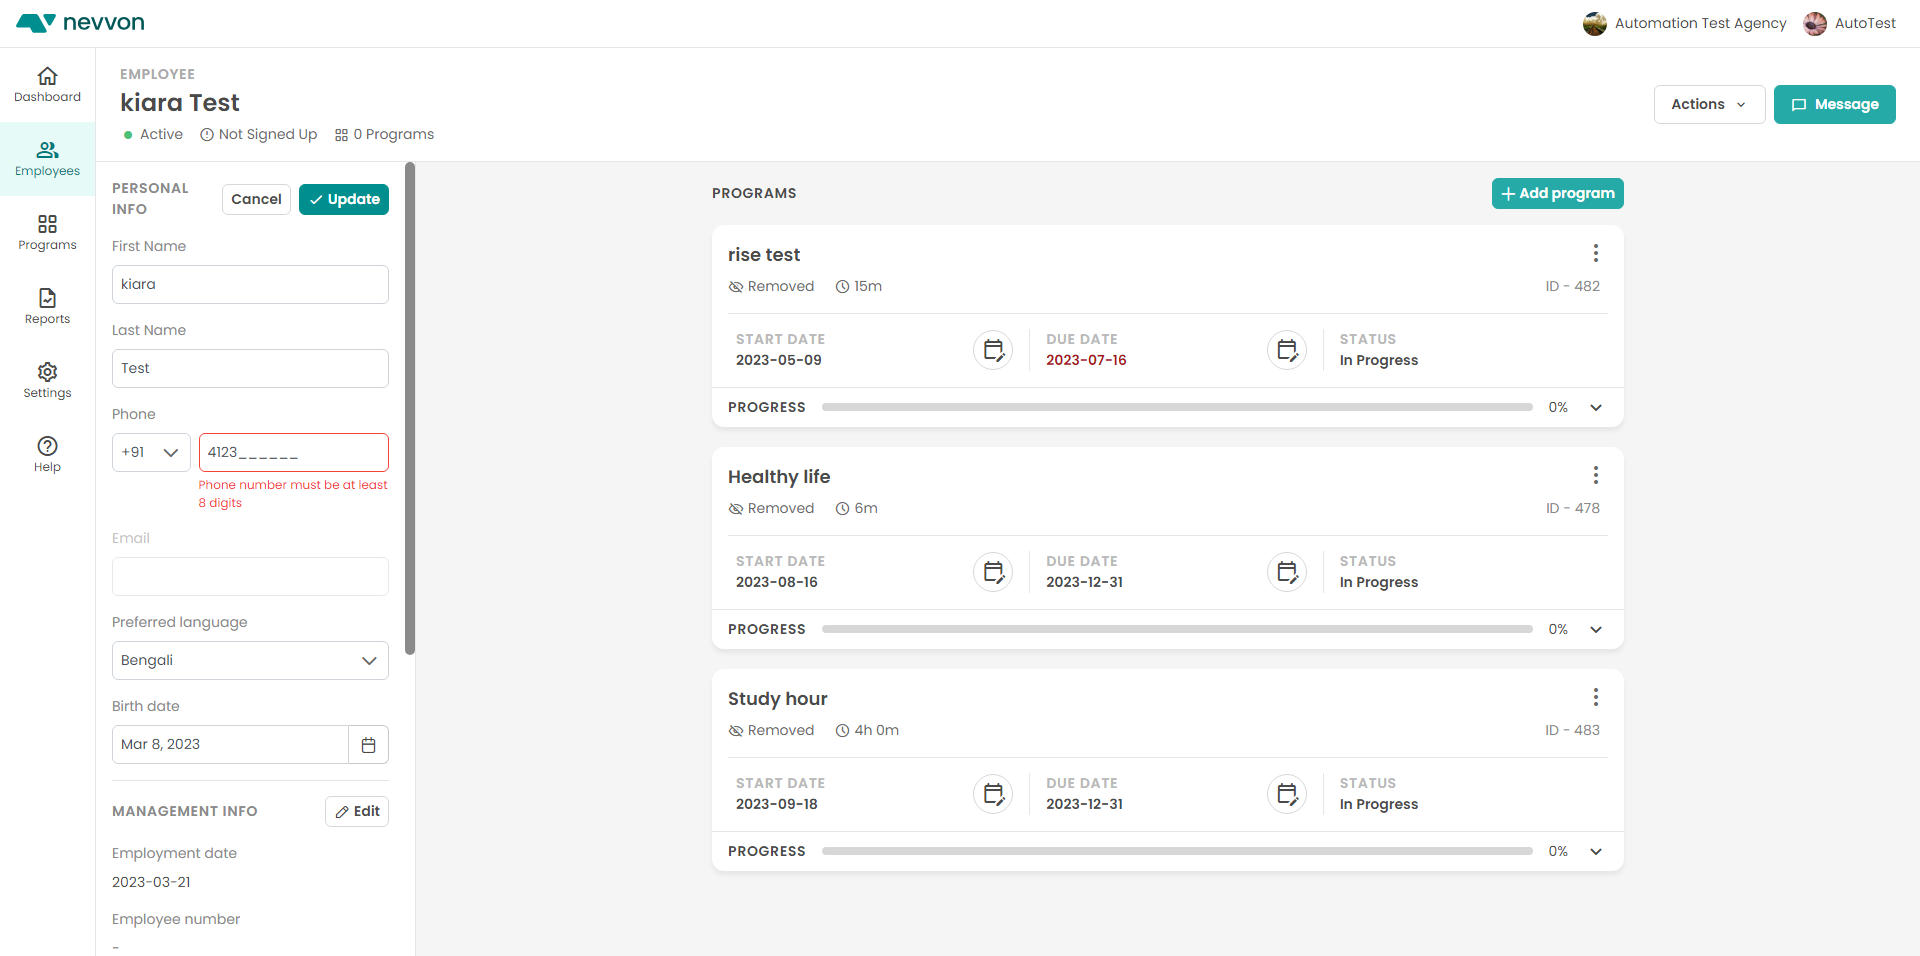 nevvon
Automation Test Agency
AutoTest
Dashboard
Employees
Programs
Reports
Settings
Help
EMPLOYEE
kiara Test
Active
Not Signed Up
0 Programs
Actions
Message
PERSONAL
INFO
Cancel
Update
First Name
kiara
Last Name
Test
Phone
+91
4123______
Phone number must be at least
8 digits
Email
Preferred language
Bengali
Birth date
Mar 8, 2023
MANAGEMENT INFO
Edit
Employment date
2023-03-21
Employee number
-
PROGRAMS
Add program
rise test
Removed
15m
ID - 482
START DATE
2023-05-09
DUE DATE
2023-07-16
STATUS
In Progress
PROGRESS
0%
Healthy life
Removed
6m
ID - 478
START DATE
2023-08-16
DUE DATE
2023-12-31
STATUS
In Progress
PROGRESS
0%
Study hour
Removed
4h 0m
ID - 483
START DATE
2023-09-18
DUE DATE
2023-12-31
STATUS
In Progress
PROGRESS
0%